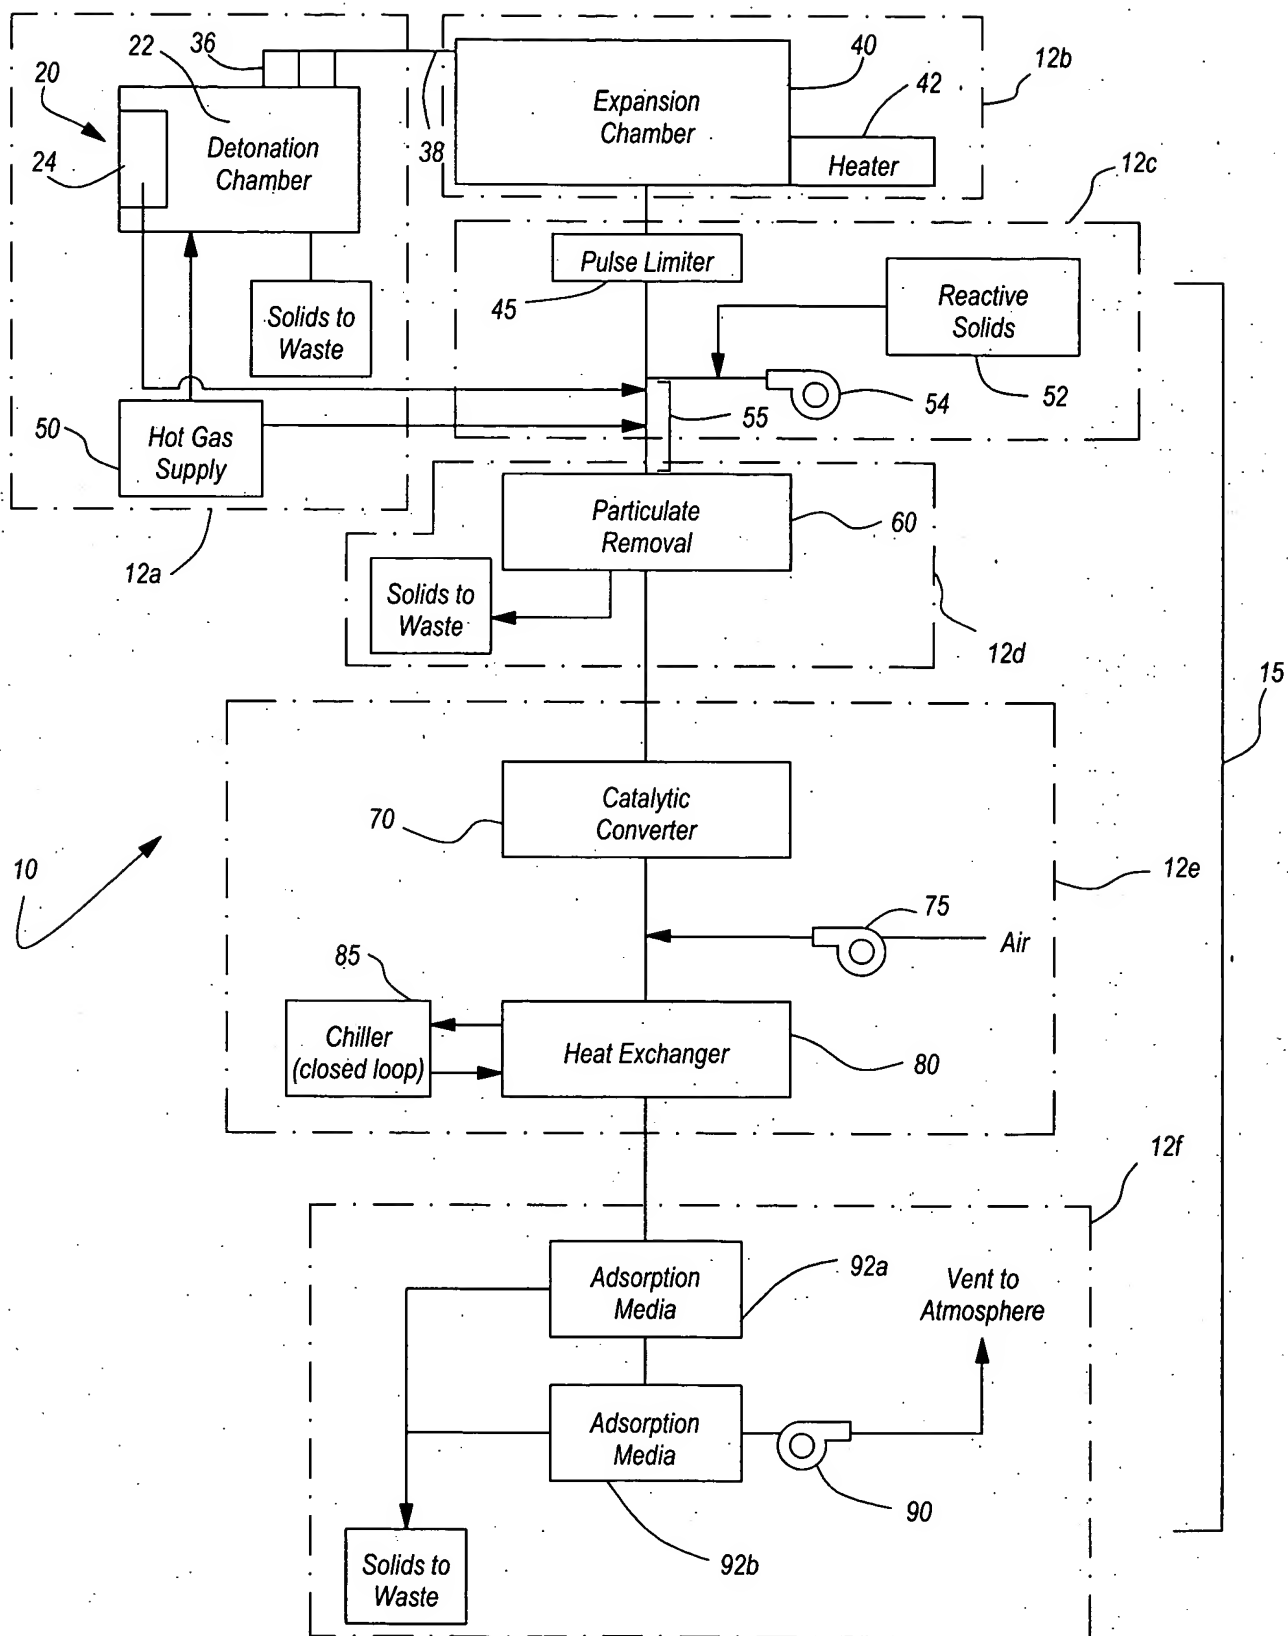 36
22
20
24
Detonation
Chamber
38
Expansion
Chamber
40
42
12b
Heater
12c
Pulse Limiter
45
Reactive
Solids
Solids to
Waste
54
52
55
50
Hot Gas
Supply
12a
Particulate
Removal
60
Solids to
Waste
12d
15
Catalytic
Converter
70
10
12e
75
Air
85
Chiller
(closed loop)
Heat Exchanger
80
12f
Adsorption
Media
92a
Vent to
Atmosphere
Adsorption
Media
90
92b
Solids to
Waste